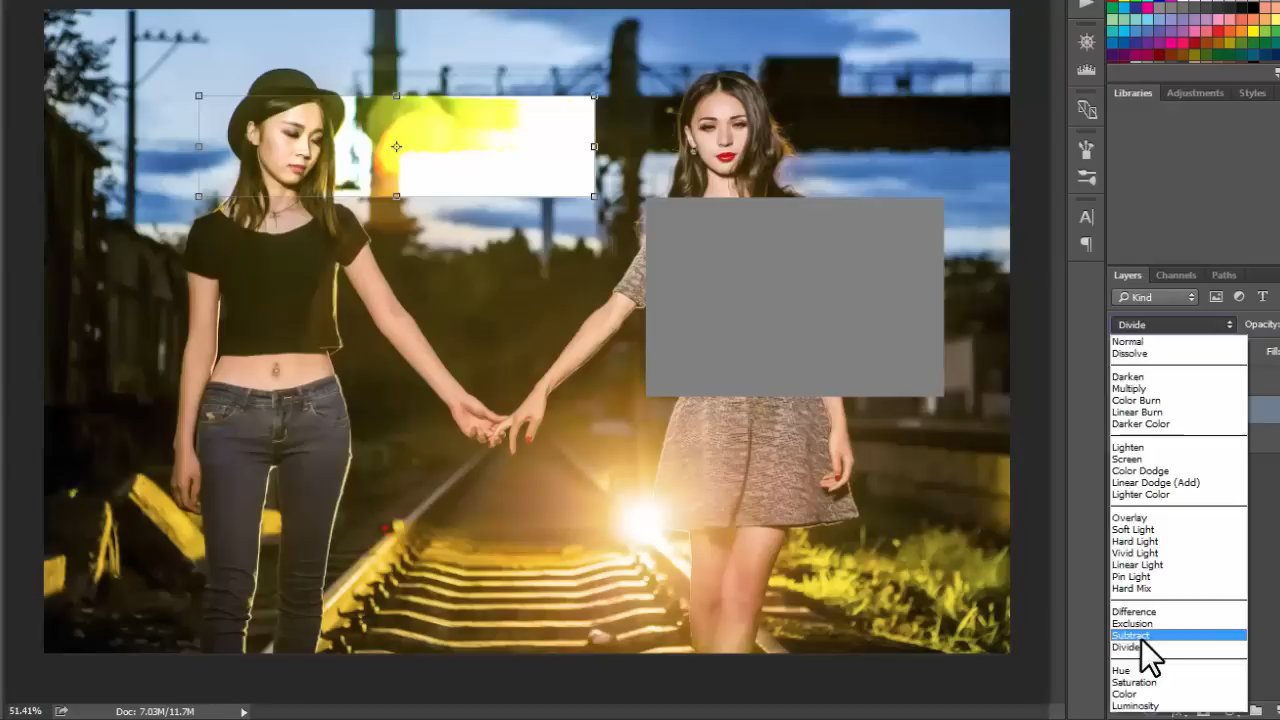 Libraries
Adjustments
Styles
A
Layers
Channels
Paths
Kind
T
Divide
Opacity:
Normal
Dissolve
Fill:
Darken
Multiply
Color Burn
Linear Burn
Darker Color
Lighten
Screen
Color Dodge
Linear Dodge (Add)
Lighter Color
Overlay
Soft Light
Hard Light
Vivid Light
Linear Light
Pin Light
Hard Mix
Difference
Exclusion
Subtract
Divide
Hue
Saturation
Color
Luminosity
51.41%
Doc: 7.03M/11.7M